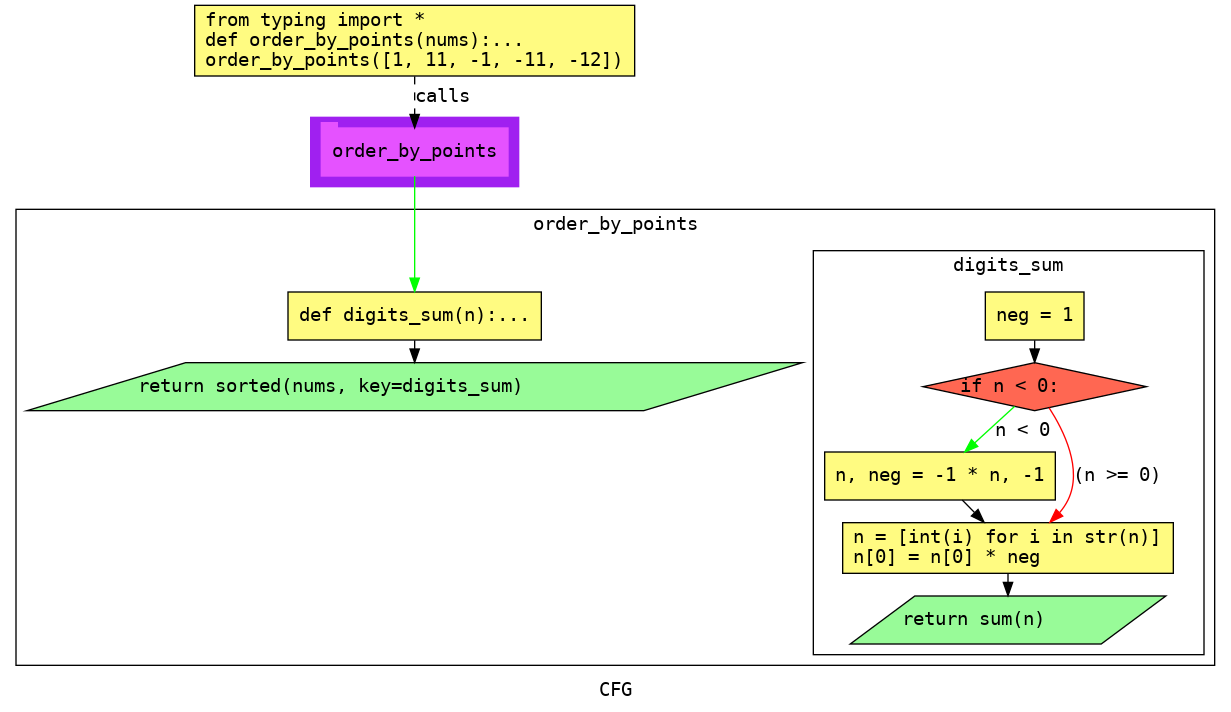 from typing import *
def order_by_points(nums):...
order_by_points([1, 11, -1, -11, -12])
calls
order_by_points
order_by_points
def digits_sum(n):...
return sorted(nums, key=digits_sum)
digits_sum
neg = 1
if n < 0:
n < 0
n, neg = -1 * n, -1
(n >= 0)
n = [int(i) for i in str(n)]
n[0] = n[0] * neg
return sum(n)
CFG